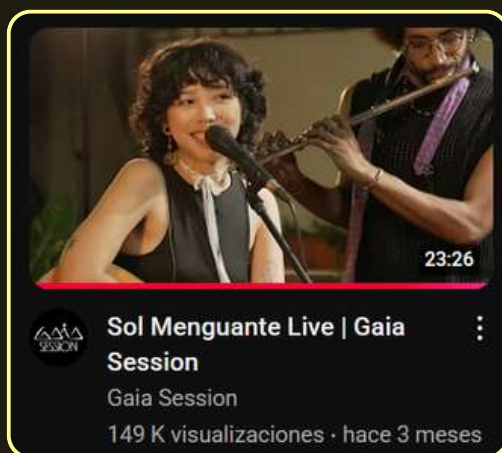 23:26
GAIA
SESSION
Sol Menguante Live | Gaia
Session
Gaia Session
149 K visualizaciones · hace 3 meses